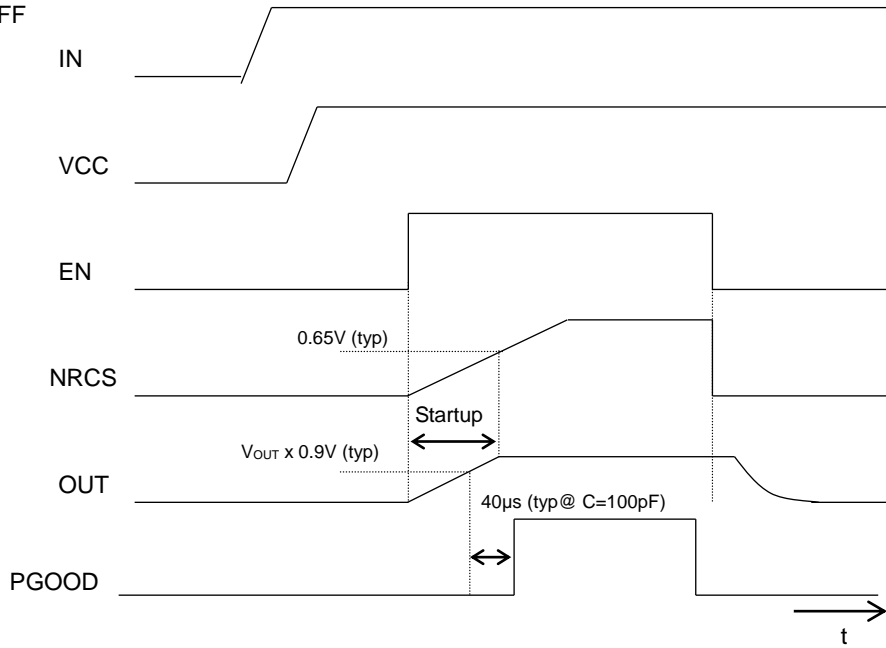 FF
IN
VCC
EN
0.65V (typ)
NRCS
Startup
VOUT x 0.9V (typ)
OUT
40µs (typ@ C=100pF)
PGOOD
t